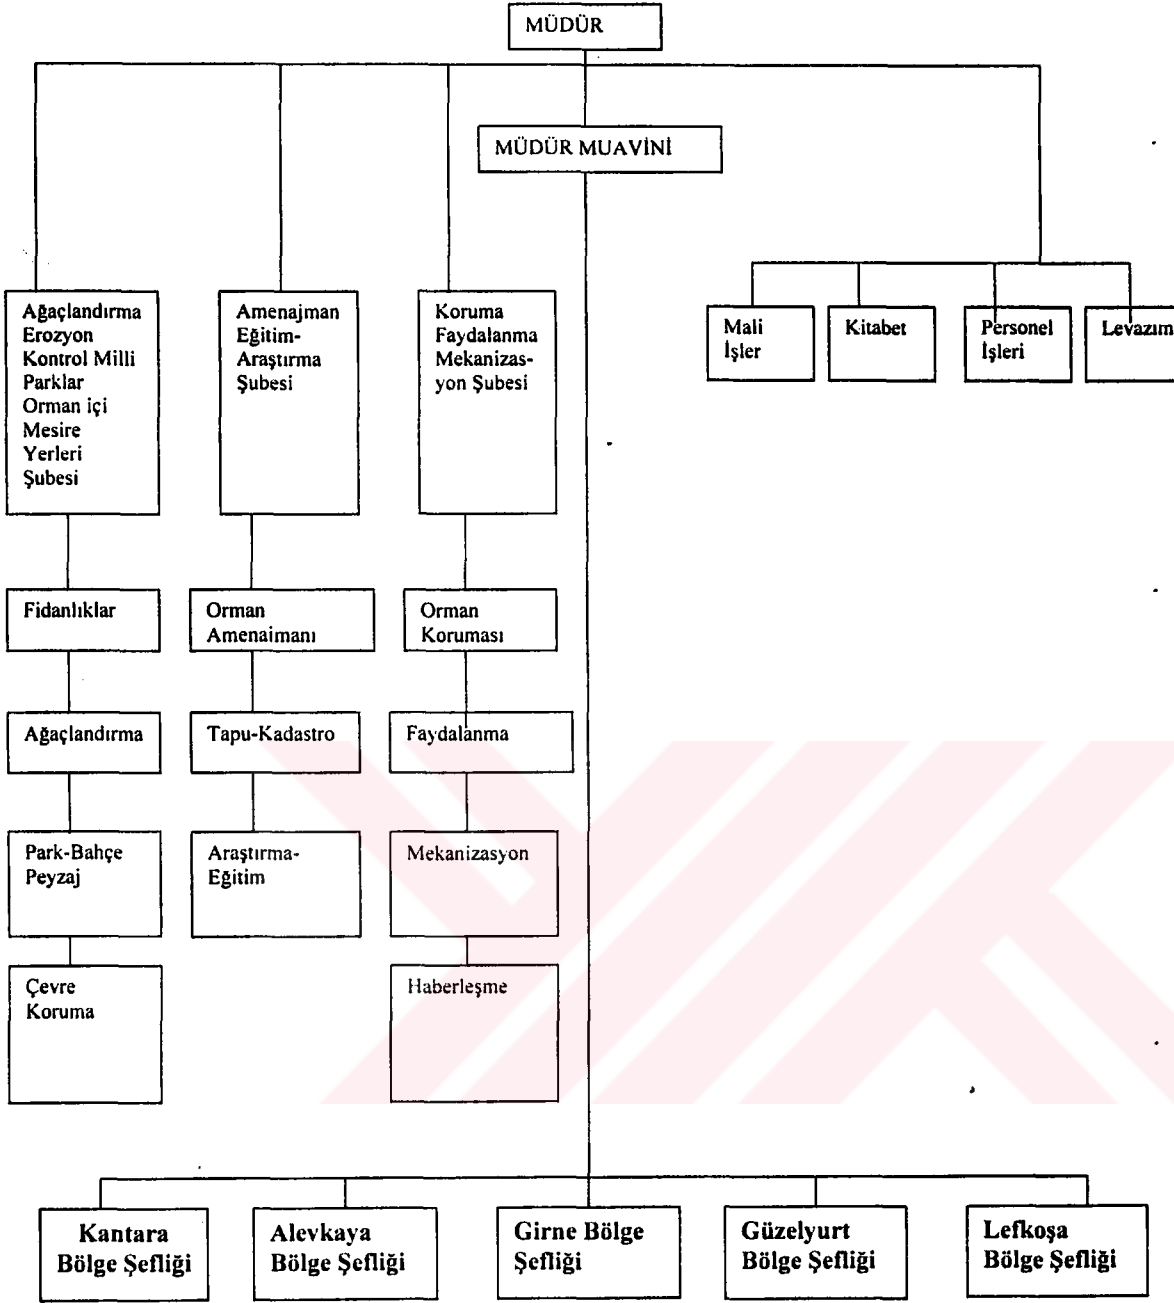 MÜDÜR
MÜDÜR MUAVİNİ
Ağaçlandırma
Erozyon
Kontrol Milli
Parklar
Orman içi
Mesire
Yerleri
Şubesi
Amenajman
Eğitim-
Araştırma
Şubesi
Koruma
Faydalanma
Mekanizas-
yon Şubesi
Mali
İşler
Kitabet
Personel
İşleri
Levazım
Fidanlıklar
Orman
Amenaimanı
Orman
Koruması
Ağaçlandırma
Tapu-Kadastro
Faydalanma
Park-Bahçe
Peyzaj
Araştırma-
Eğitim
Mekanizasyon
Çevre
Koruma
Haberleşme
Kantara
Bölge Şefliği
Alevkaya
Bölge Şefliği
Girne Bölge
Şefliği
Güzelyurt
Bölge Şefliği
Lefkoşa
Bölge Şefliği